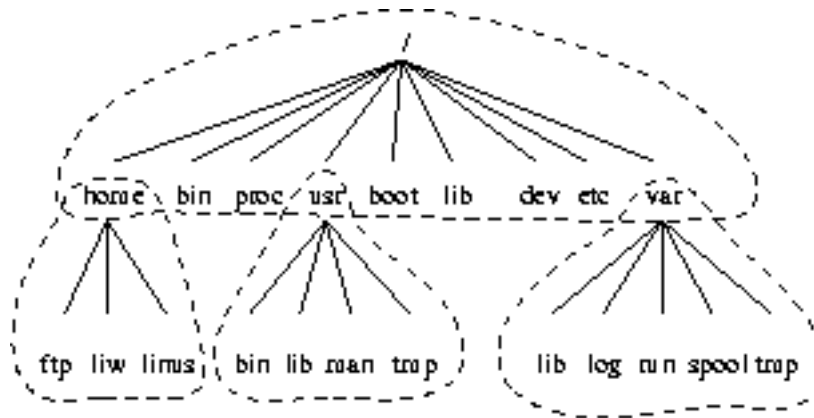 /
home bin proc usr boot lib dev etc var
ftp liw linus bin lib man tmp lib log run spool tmp